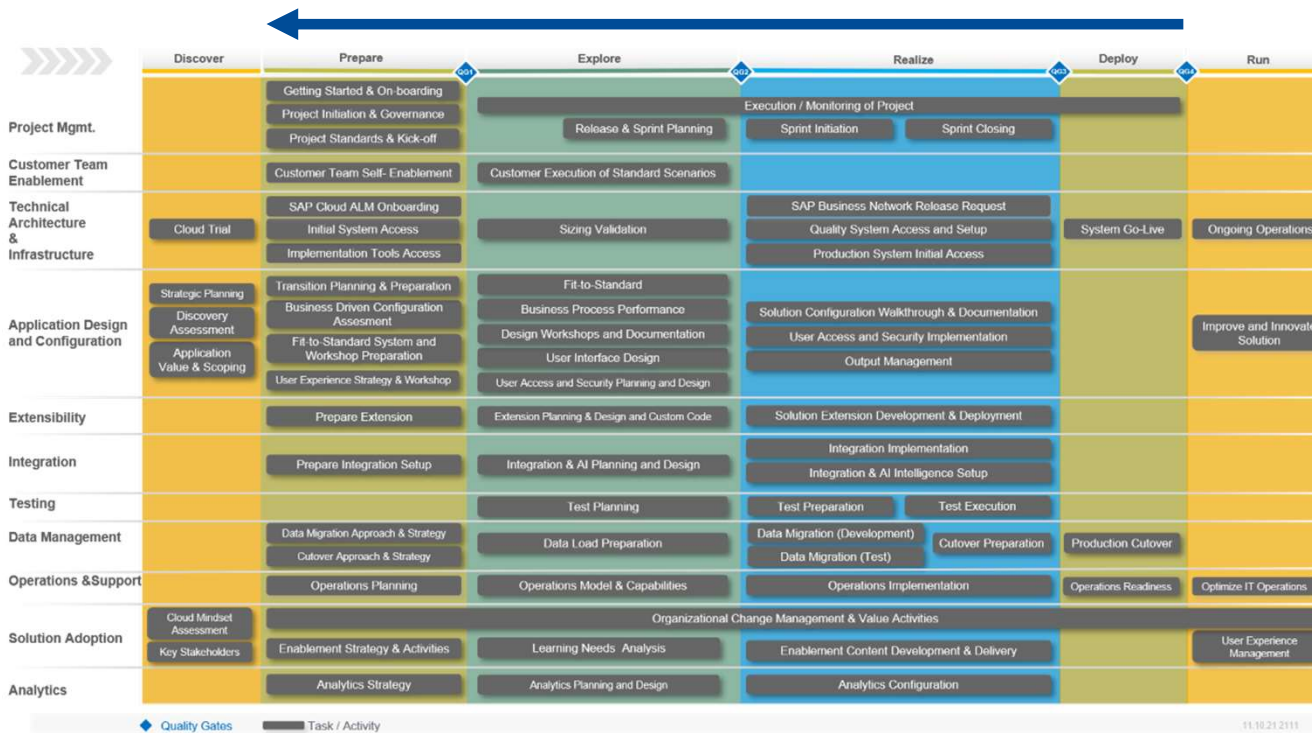 Discover
Prepare
Explore
Realize
Deploy
Run
QG1
QG2
QG3
QG4
Project Mgmt.
Getting Started & On-boarding
Project Initiation & Governance
Project Standards & Kick-off
Execution / Monitoring of Project
Release & Sprint Planning
Sprint Initiation
Sprint Closing
Customer Team
Enablement
Customer Team Self- Enablement
Customer Execution of Standard Scenarios
Technical
Architecture
&
Infrastructure
Cloud Trial
SAP Cloud ALM Onboarding
Initial System Access
Implementation Tools Access
Sizing Validation
SAP Business Network Release Request
Quality System Access and Setup
Production System Initial Access
System Go-Live
Ongoing Operations
Application Design
and Configuration
Strategic Planning
Discovery
Assessment
Application
Value & Scoping
Transition Planning & Preparation
Business Driven Configuration
Assesment
Fit-to-Standard System and
Workshop Preparation
User Experience Strategy & Workshop
Fit-to-Standard
Business Process Performance
Design Workshops and Documentation
User Interface Design
User Access and Security Planning and Design
Solution Configuration Walkthrough & Documentation
User Access and Security Implementation
Output Management
Improve and Innovate
Solution
Extensibility
Prepare Extension
Extension Planning & Design and Custom Code
Solution Extension Development & Deployment
Integration
Prepare Integration Setup
Integration & AI Planning and Design
Integration Implementation
Integration & AI Intelligence Setup
Testing
Test Planning
Test Preparation
Test Execution
Data Management
Data Migration Approach & Strategy
Cutover Approach & Strategy
Data Load Preparation
Data Migration (Development)
Data Migration (Test)
Cutover Preparation
Production Cutover
Operations &Support
Operations Planning
Operations Model & Capabilities
Operations Implementation
Operations Readiness
Optimize IT Operations
Solution Adoption
Cloud Mindset
Assessment
Key Stakeholders
Organizational Change Management & Value Activities
Enablement Strategy & Activities
Learning Needs Analysis
Enablement Content Development & Delivery
User Experience
Management
Analytics
Analytics Strategy
Analytics Planning and Design
Analytics Configuration
Quality Gates
Task / Activity
11.10.21 2111